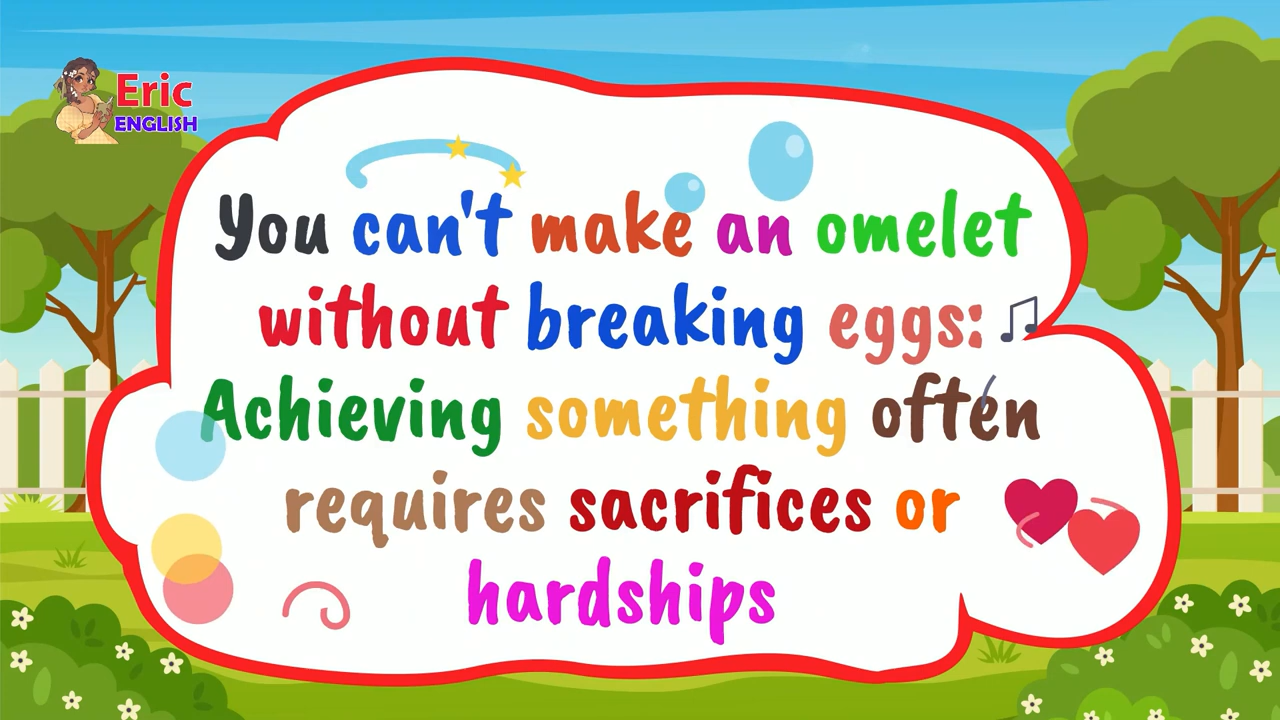 Eric
ENGLISH
You can't make an omelet
without breaking eggs:
Achieving something often
requires sacrifices or
hardships